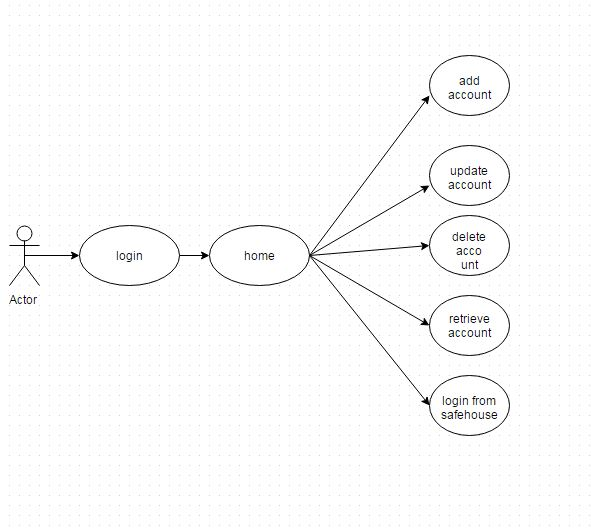 add
account
update
account
delete
acco
unt
login
home
Actor
retrieve
account
login from
safehouse